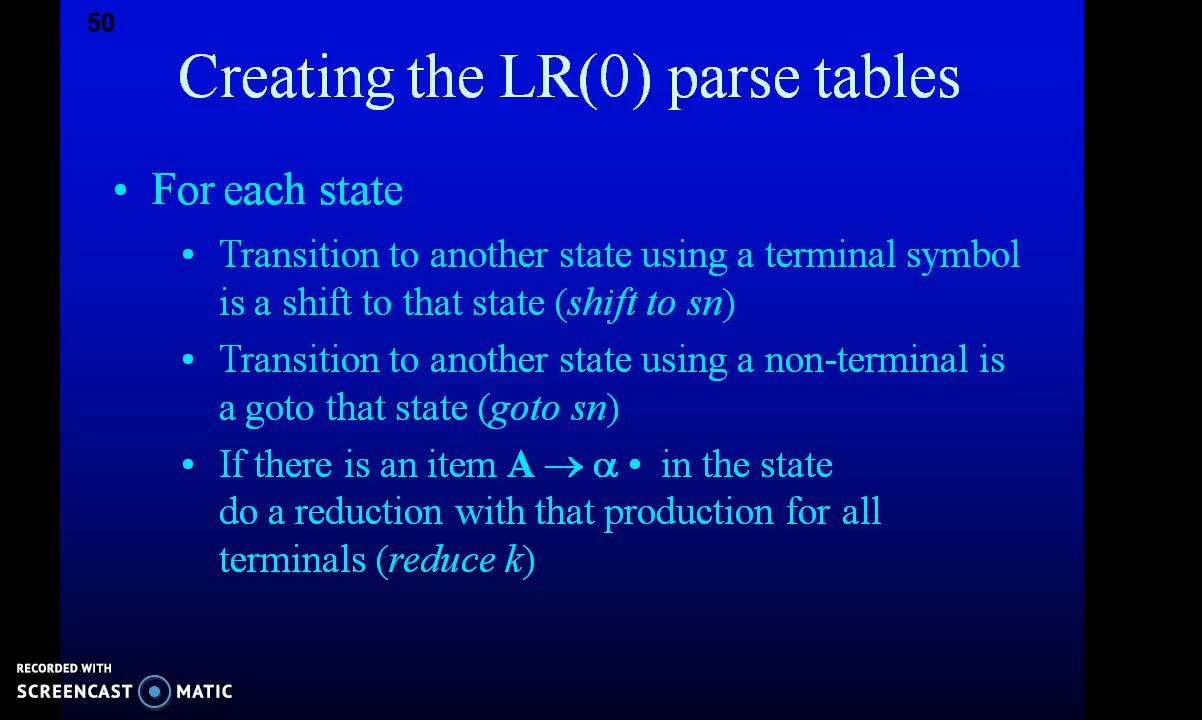 50
Creating the LR(0) parse tables
• For each state
• Transition to another state using a terminal symbol
is a shift to that state (shift to sn)
• Transition to another state using a non-terminal is
a goto that state (goto sn)
• If there is an item A → α • in the state
do a reduction with that production for all
terminals (reduce k)
RECORDED WITH
SCREENCAST MATIC